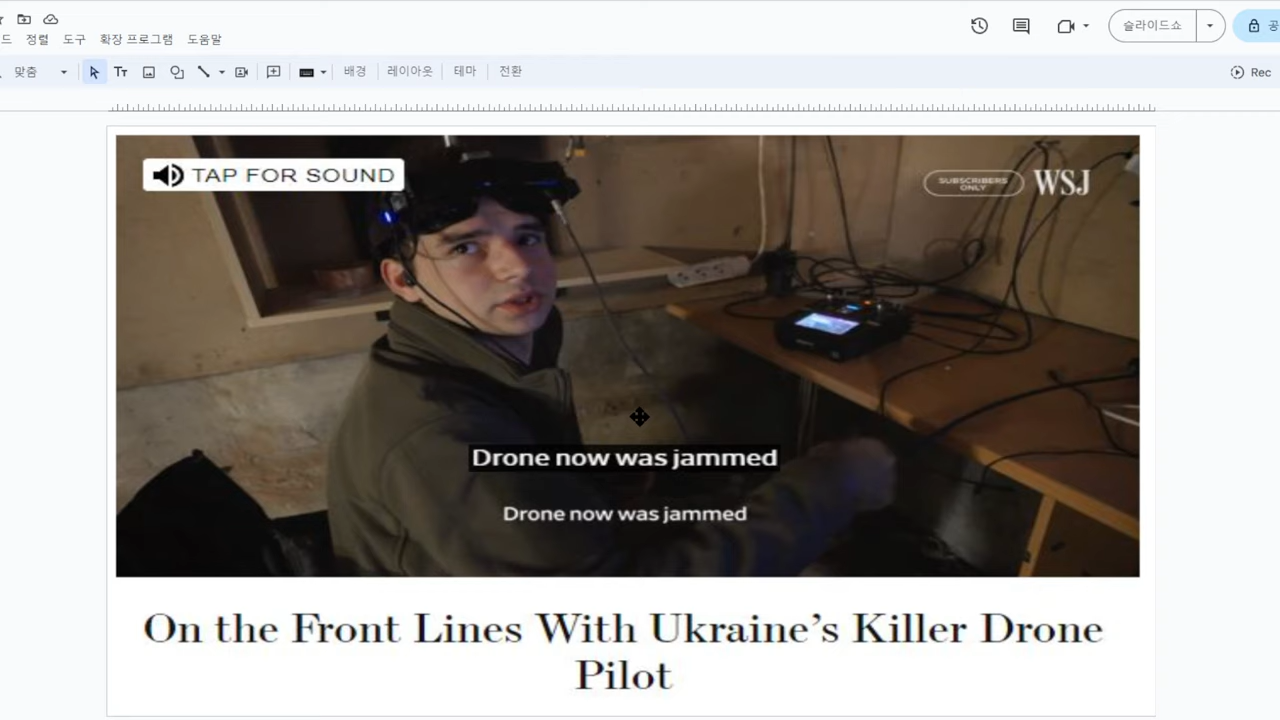 드 정렬 도구 확장 프로그램 도움말
슬라이드쇼
공
맞춤
Tт
배경 레이아웃 테마 전환
Rec
TAP FOR SOUND
SUBSCRIBERS
ONLY
WSJ
Drone now was jammed
Drone now was jammed
On the Front Lines With Ukraine’s Killer Drone
Pilot